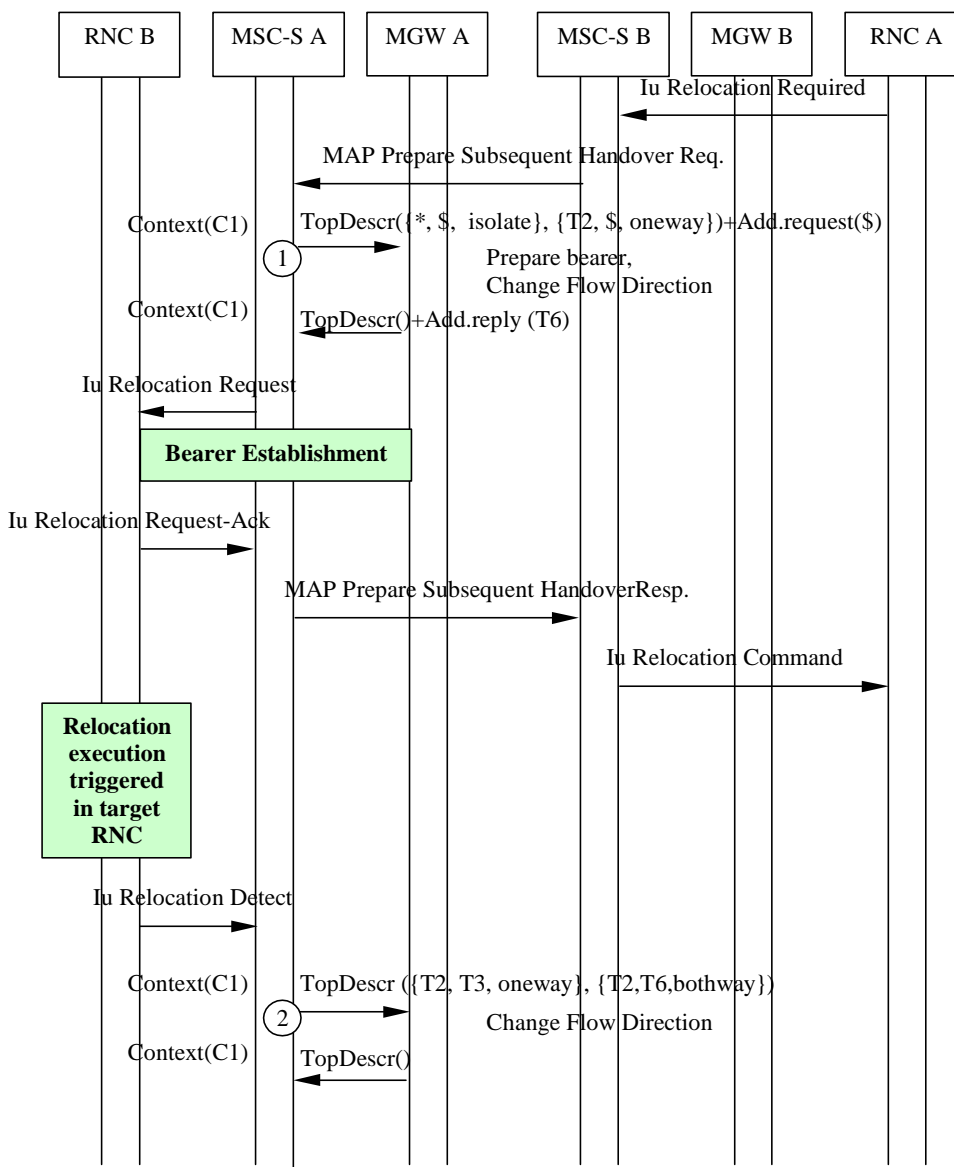 RNC B
MSC-S A
MGW A
MSC-S B
MGW B
RNC A
Iu Relocation Required
MAP Prepare Subsequent Handover Req.
Context(C1)
TopDescr({*, $, isolate}, {T2, $, oneway})+Add.request($)
1
Prepare bearer,
Change Flow Direction
Context(C1)
TopDescr()+Add.reply (T6)
Iu Relocation Request
Bearer Establishment
Iu Relocation Request-Ack
MAP Prepare Subsequent HandoverResp.
Iu Relocation Command
Relocation
execution
triggered
in target
RNC
Iu Relocation Detect
Context(C1)
TopDescr ({T2, T3, oneway}, {T2,T6,bothway})
2
Change Flow Direction
Context(C1)
TopDescr()